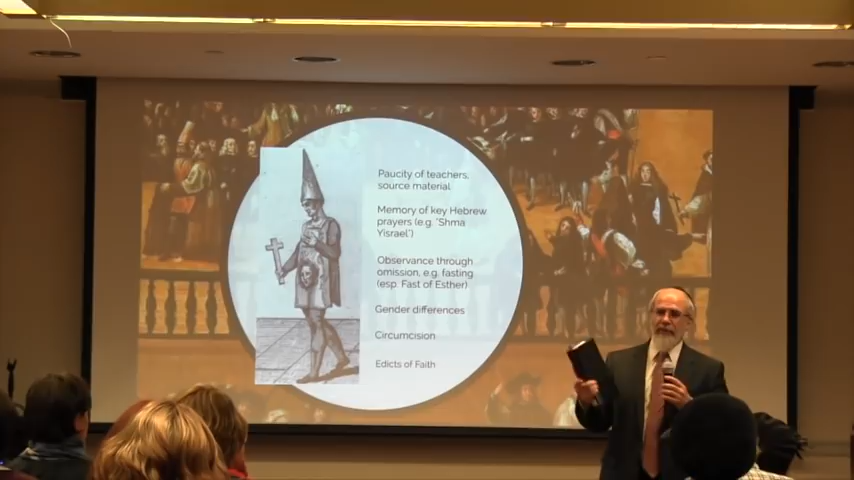 Paucity of teachers,
source material
Memory of key Hebrew
prayers (e.g. "Shma
Yisrael")
Observance through
omission, e.g. fasting
(esp. Fast of Esther)
Gender differences
Circumcision
Edicts of Faith